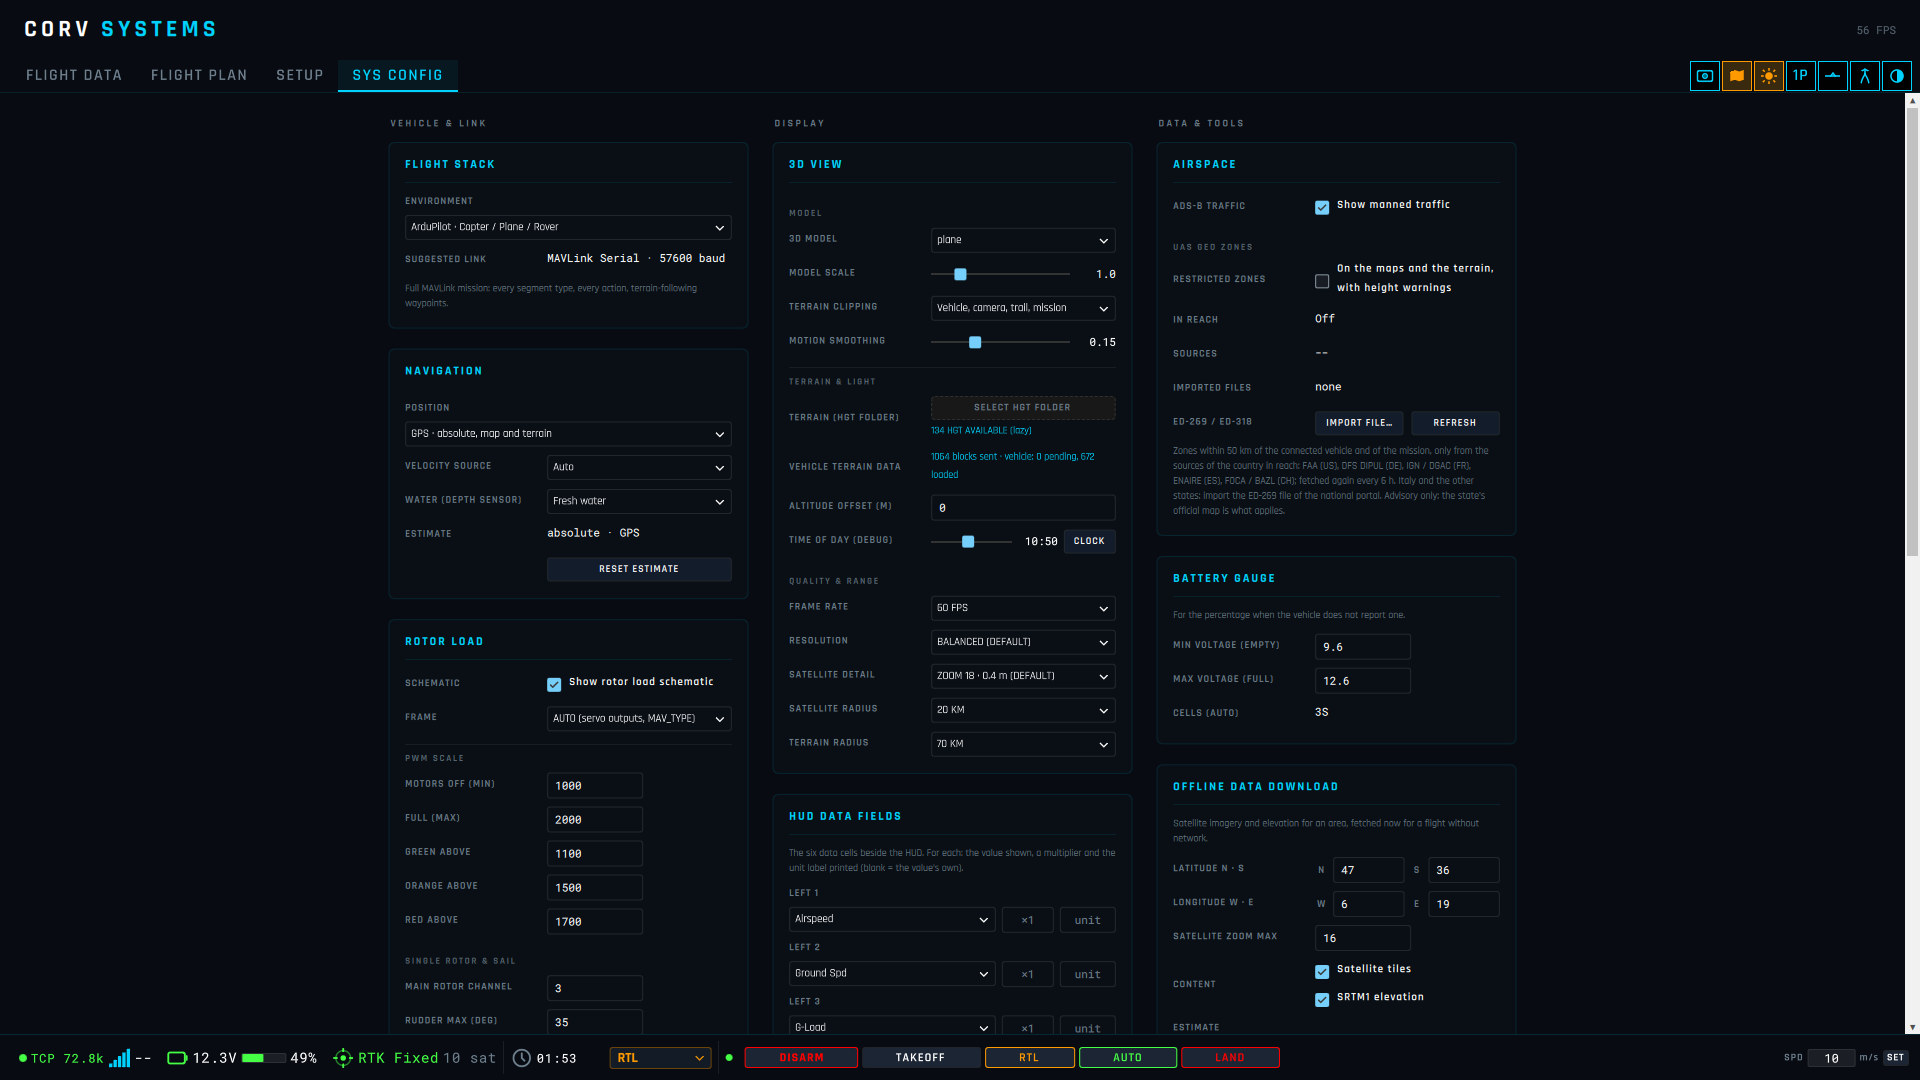 CORV SYSTEMS
56 FPS
FLIGHT DATA
FLIGHT PLAN
SETUP
SYS CONFIG
1P
VEHICLE & LINK
FLIGHT STACK
ENVIRONMENT
ArduPilot · Copter / Plane / Rover
SUGGESTED LINK MAVLink Serial · 57600 baud
Full MAVLink mission: every segment type, every action, terrain-following
waypoints.
NAVIGATION
POSITION
GPS · absolute, map and terrain
VELOCITY SOURCE Auto
WATER (DEPTH SENSOR) Fresh water
ESTIMATE absolute · GPS
RESET ESTIMATE
ROTOR LOAD
SCHEMATIC Show rotor load schematic
FRAME AUTO (servo outputs, MAV_TYPE)
PWM SCALE
MOTORS OFF (MIN) 1000
FULL (MAX) 2000
GREEN ABOVE 1100
ORANGE ABOVE 1500
RED ABOVE 1700
SINGLE ROTOR & SAIL
MAIN ROTOR CHANNEL 3
RUDDER MAX (DEG) 35
DISPLAY
3D VIEW
MODEL
3D MODEL plane
MODEL SCALE 1.0
TERRAIN CLIPPING Vehicle, camera, trail, mission
MOTION SMOOTHING 0.15
TERRAIN & LIGHT
TERRAIN (HGT FOLDER) SELECT HGT FOLDER
134 HGT AVAILABLE (lazy)
VEHICLE TERRAIN DATA 1064 blocks sent · vehicle: 0 pending, 672
loaded
ALTITUDE OFFSET (M) 0
TIME OF DAY (DEBUG) 10:50 CLOCK
QUALITY & RANGE
FRAME RATE 60 FPS
RESOLUTION BALANCED (DEFAULT)
SATELLITE DETAIL ZOOM 18 · 0.4 m (DEFAULT)
SATELLITE RADIUS 20 KM
TERRAIN RADIUS 70 KM
HUD DATA FIELDS
The six data cells beside the HUD. For each: the value shown, a multiplier and the
unit label printed (blank = the value's own).
LEFT 1
Airspeed ×1 unit
LEFT 2
Ground Spd ×1 unit
LEFT 3
G-Load ×1 unit
DATA & TOOLS
AIRSPACE
ADS-B TRAFFIC Show manned traffic
UAS GEO ZONES
RESTRICTED ZONES On the maps and the terrain,
with height warnings
IN REACH Off
SOURCES --
IMPORTED FILES none
ED-269 / ED-318 IMPORT FILE… REFRESH
Zones within 50 km of the connected vehicle and of the mission, only from the
sources of the country in reach: FAA (US), DFS DIPUL (DE), IGN / DGAC (FR),
ENAIRE (ES), FOCA / BAZL (CH); fetched again every 6 h. Italy and the other
states: import the ED-269 file of the national portal. Advisory only: the state's
official map is what applies.
BATTERY GAUGE
For the percentage when the vehicle does not report one.
MIN VOLTAGE (EMPTY) 9.6
MAX VOLTAGE (FULL) 12.6
CELLS (AUTO) 3S
OFFLINE DATA DOWNLOAD
Satellite imagery and elevation for an area, fetched now for a flight without
network.
LATITUDE N · S N 47 S 36
LONGITUDE W · E W 6 E 19
SATELLITE ZOOM MAX 16
CONTENT Satellite tiles
SRTM1 elevation
ESTIMATE
TCP 72.8k -- 12.3V 49% RTK Fixed 10 sat 01:53 RTL DISARM TAKEOFF RTL AUTO LAND SPD 10 m/s SET